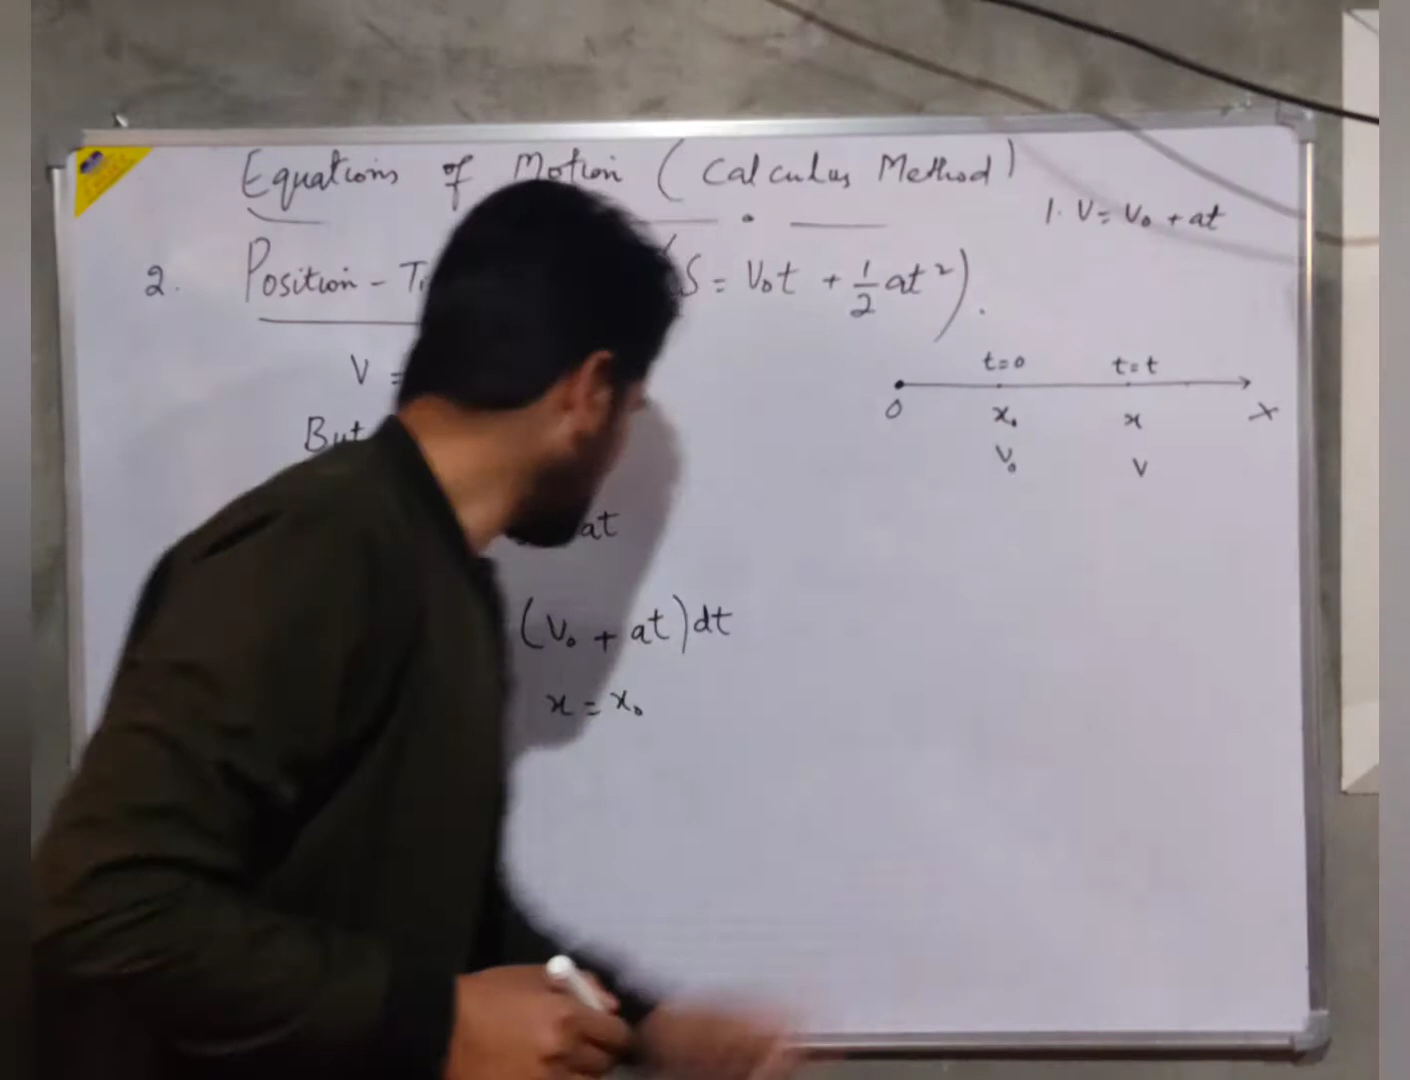 Equations of Motion (Calculus Method)
1. V = V₀ + at
2. Position - (S = V₀t + 1/2 at²).
V =
But
t=0 t=t
O x₀ x X
V₀ V
at
(V₀ + at)dt
x = x₀